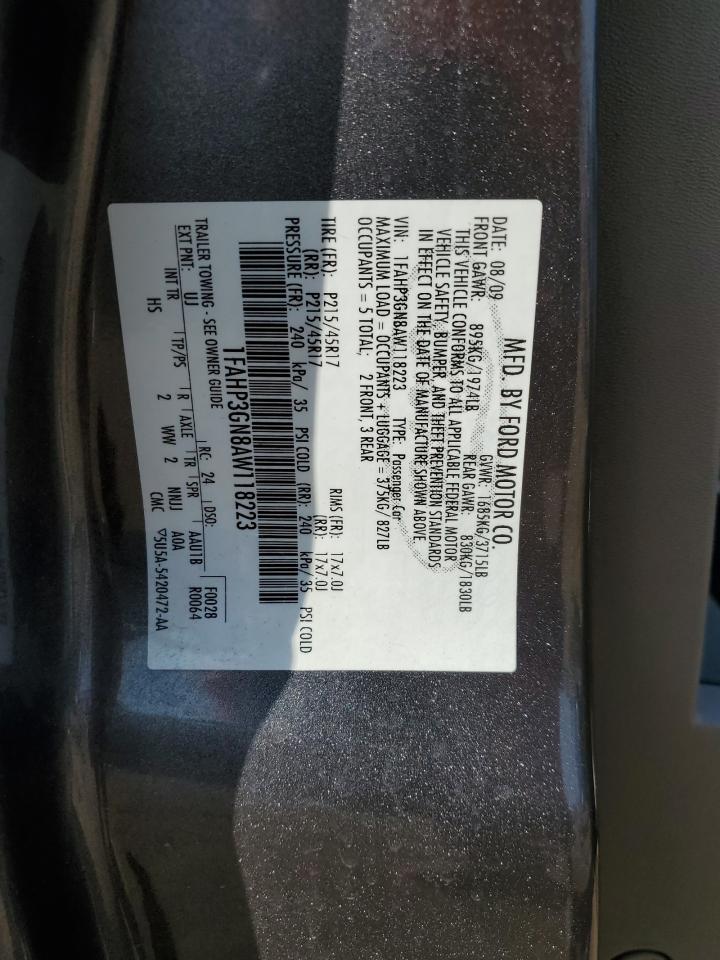 MFD. BY FORD MOTOR CO.
DATE: 08/09 GVWR: 1685KG/3715LB
FRONT GAWR: 895KG/1974LB REAR GAWR: 830KG/1830LB
THIS VEHICLE CONFORMS TO ALL APPLICABLE FEDERAL MOTOR
VEHICLE SAFETY, BUMPER, AND THEFT PREVENTION STANDARDS
IN EFFECT ON THE DATE OF MANUFACTURE SHOWN ABOVE.
VIN: 1FAHP3GN8AW118223 TYPE: Passenger Car
MAXIMUM LOAD = OCCUPANTS + LUGGAGE = 375KG/827LB
OCCUPANTS = 5 TOTAL; 2 FRONT, 3 REAR
TIRE (FR): P215/45R17 RIMS (FR): 17x7.0J
(RR): P215/45R17 (RR): 17x7.0J
PRESSURE (FR): 240 kPa/ 35 PSI COLD (RR): 240 kPa/ 35 PSI COLD
1FAHP3GN8AW118223
TRAILER TOWING - SEE OWNER GUIDE
F0028
EXT PNT: UJ RC: 24 DSO: R0064
INT TR TP/PS R AXLE TR SPR AAU1B
HS 2 WW 2 NNJJ AOA
CMC ▽5U5A-5420472-AA